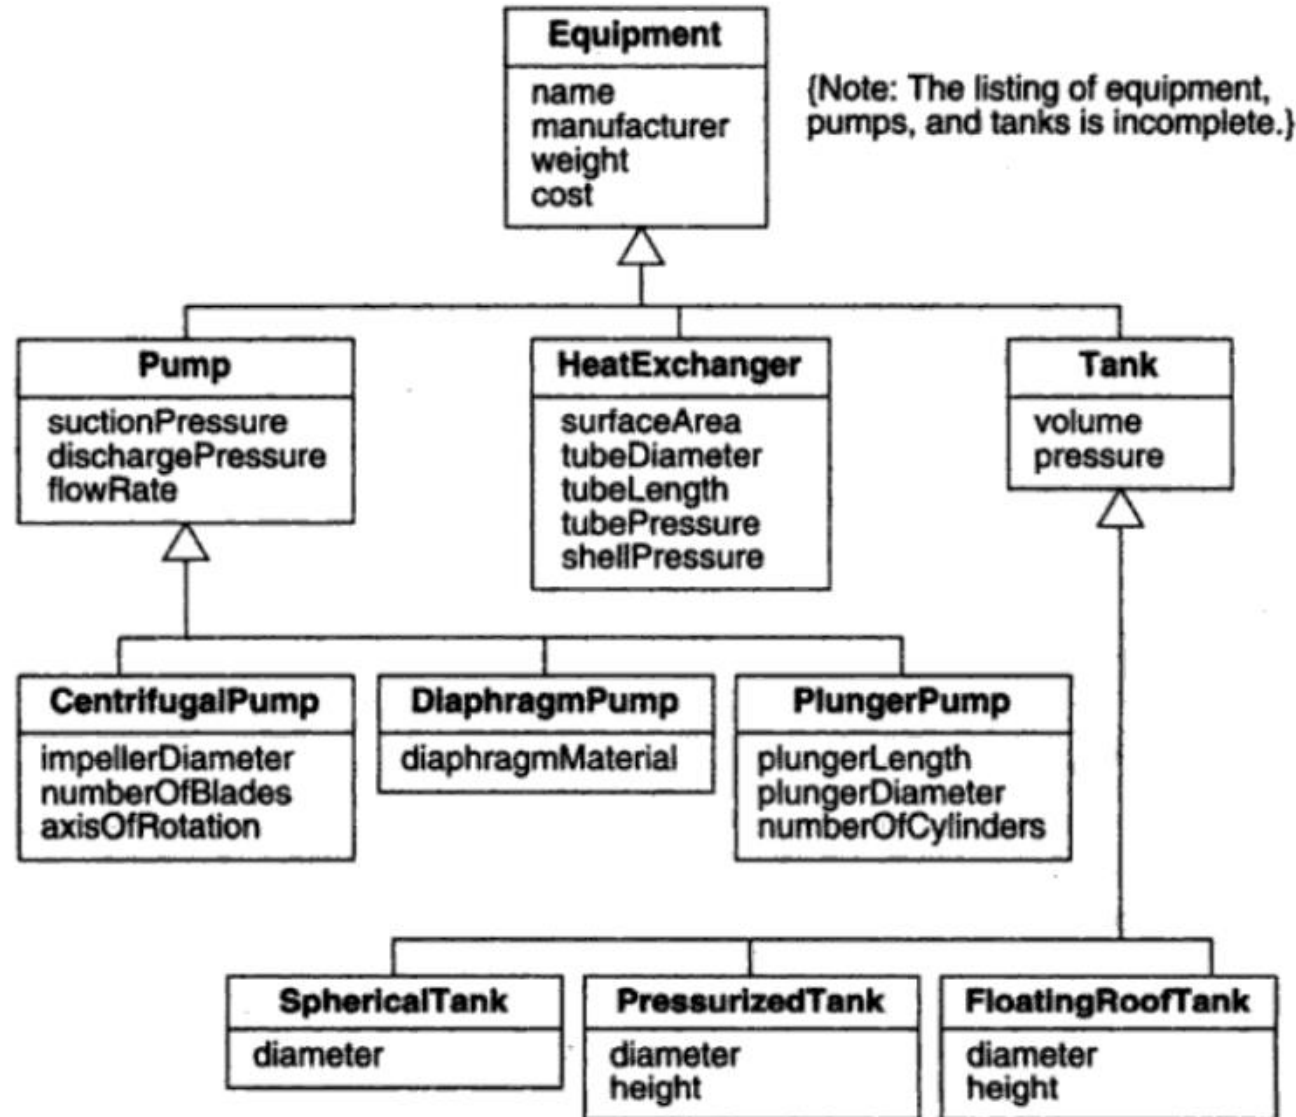 Equipment
name
manufacturer
weight
cost
{Note: The listing of equipment,
pumps, and tanks is incomplete.}
Pump
suctionPressure
dischargePressure
flowRate
HeatExchanger
surfaceArea
tubeDiameter
tubeLength
tubePressure
shellPressure
Tank
volume
pressure
CentrifugalPump
impellerDiameter
numberOfBlades
axisOfRotation
DiaphragmPump
diaphragmMaterial
PlungerPump
plungerLength
plungerDiameter
numberOfCylinders
SphericalTank
diameter
PressurizedTank
diameter
height
FloatingRoofTank
diameter
height